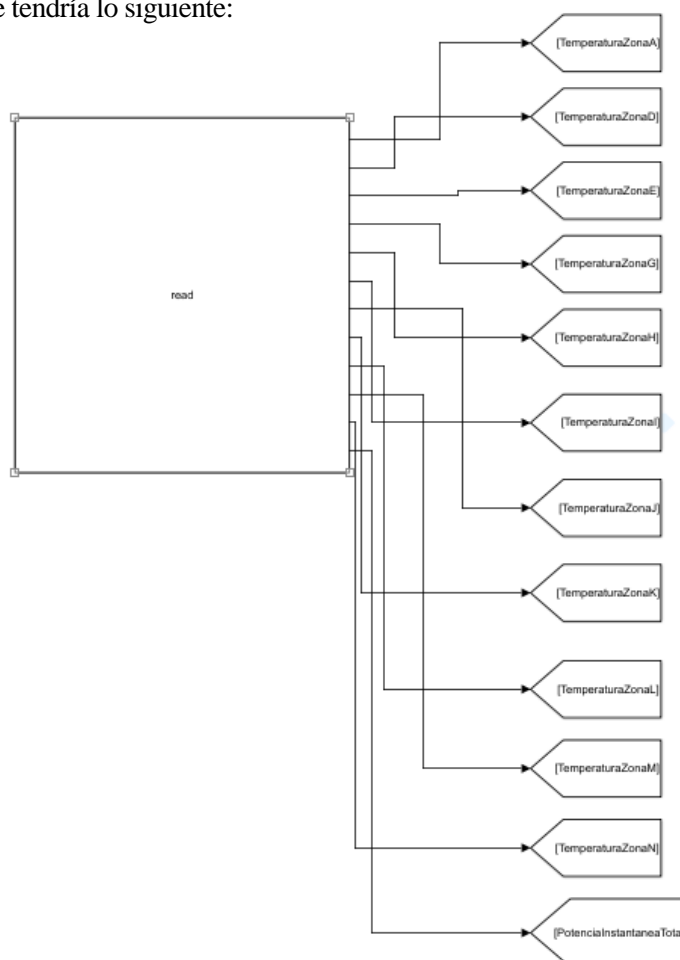 e tendría lo siguiente:
[TemperaturaZonaA]
[TemperaturaZonaD]
[TemperaturaZonaE]
[TemperaturaZonaG]
read
[TemperaturaZonaH]
[TemperaturaZonaI]
[TemperaturaZonaJ]
[TemperaturaZonaK]
[TemperaturaZonaL]
[TemperaturaZonaM]
[TemperaturaZonaN]
[PotenciaInstantaneaTota